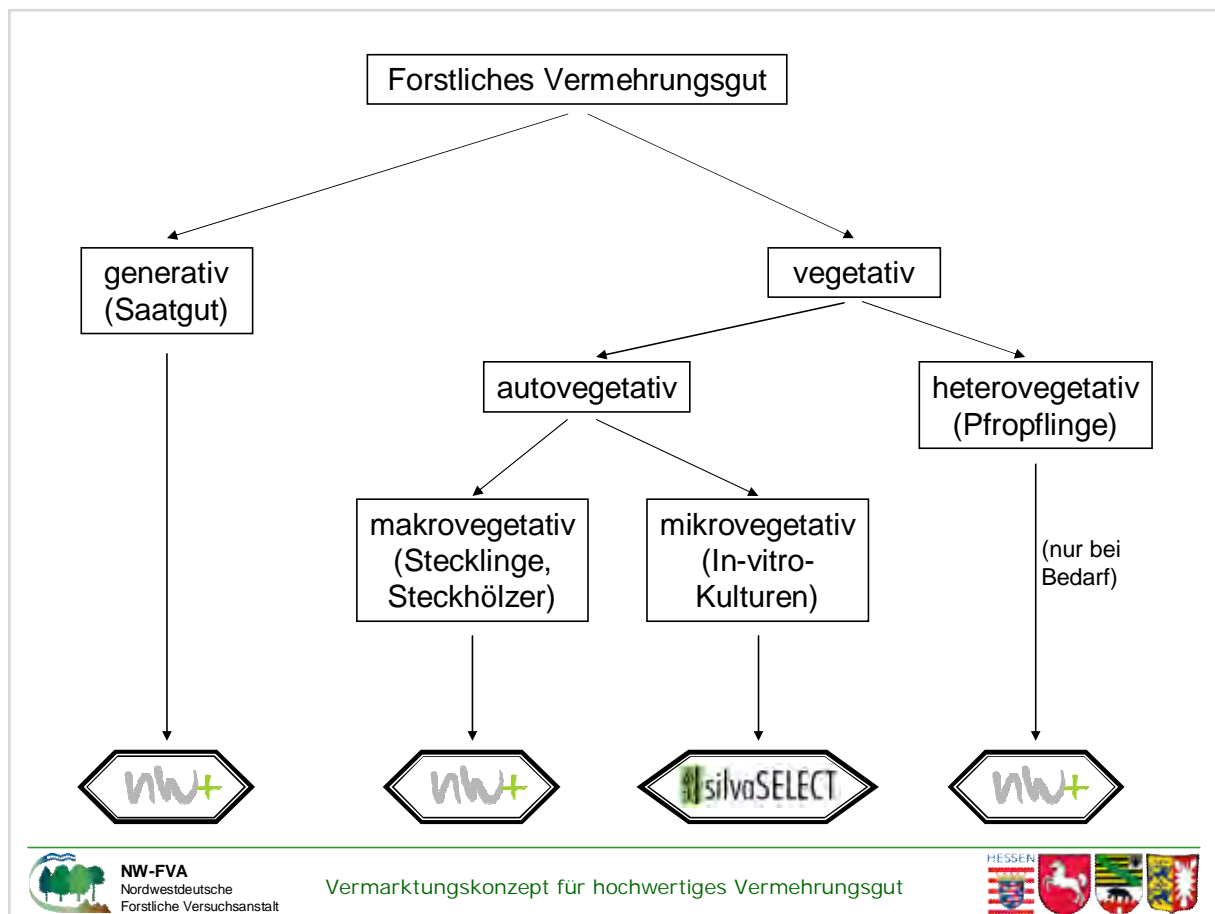 Forstliches Vermehrungsgut
generativ
(Saatgut)
vegetativ
autovegetativ
heterovegetativ
(Pfropflinge)
makrovegetativ
(Stecklinge,
Steckhölzer)
mikrovegetativ
(In-vitro-
Kulturen)
(nur bei
Bedarf)
nw+
nw+
silvaSELECT
nw+
NW-FVA
Nordwestdeutsche
Forstliche Versuchsanstalt
Vermarktungskonzept für hochwertiges Vermehrungsgut
HESSEN